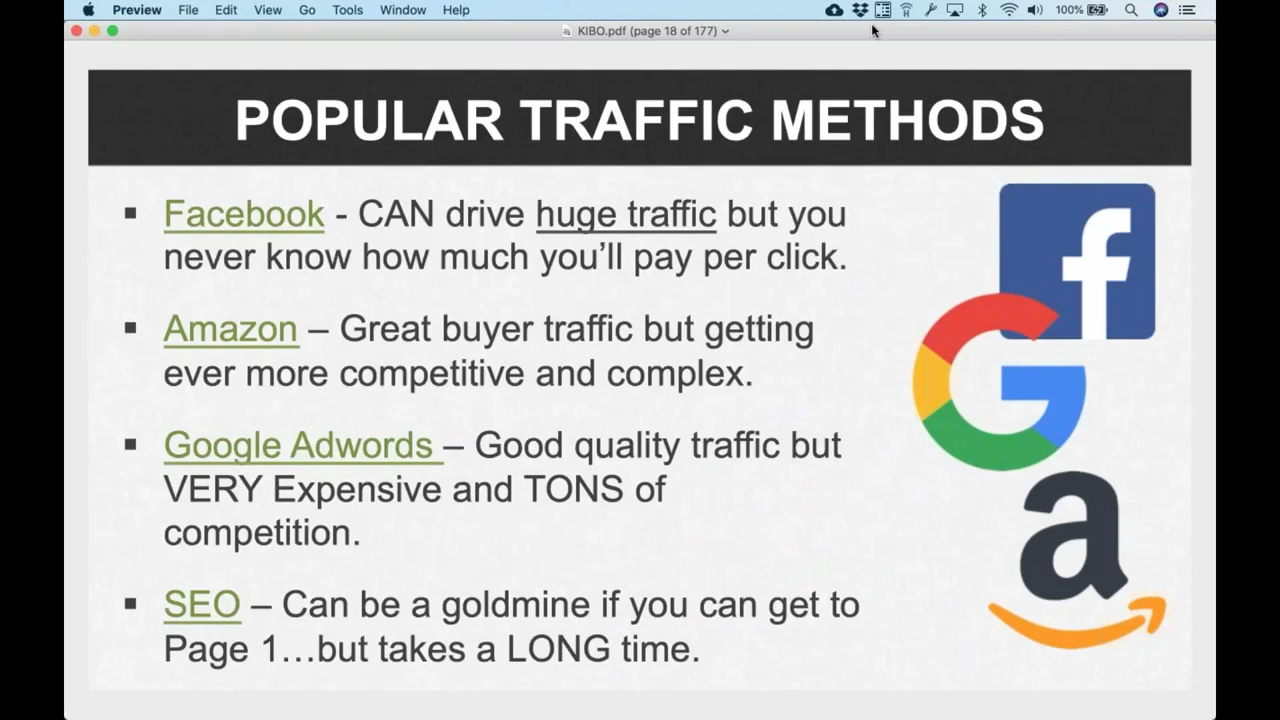 Preview File Edit View Go Tools Window Help 100%
KIBO.pdf (page 18 of 177)
POPULAR TRAFFIC METHODS
▪ Facebook - CAN drive huge traffic but you
never know how much you’ll pay per click.
▪ Amazon – Great buyer traffic but getting
ever more competitive and complex.
▪ Google Adwords – Good quality traffic but
VERY Expensive and TONS of
competition.
▪ SEO – Can be a goldmine if you can get to
Page 1…but takes a LONG time.